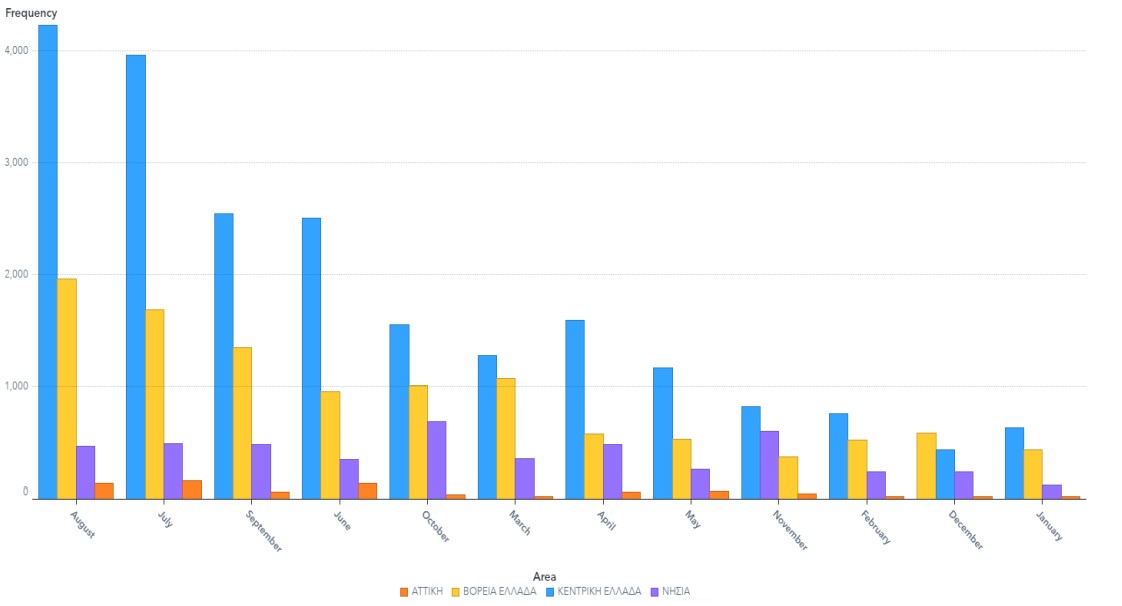 Frequency
4,000
3,000
2,000
1,000
0
August
July
September
June
October
March
April
May
November
February
December
January
Area
ΑΤΤΙΚΗ ΒΟΡΕΙΑ ΕΛΛΑΔΑ ΚΕΝΤΡΙΚΗ ΕΛΛΑΔΑ ΝΗΣΙΑ